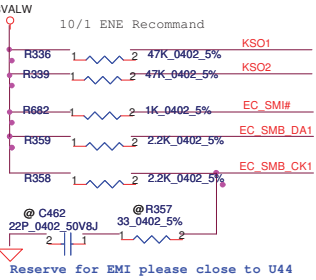 VALW
10/1 ENE Recommand
KSO1
R336 1 2 47K_0402_5%
KSO2
R339 1 2 47K_0402_5%
EC_SMI#
R682 1 2 1K_0402_5%
EC_SMB_DA1
R359 1 2 2.2K_0402_5%
EC_SMB_CK1
R358 1 2 2.2K_0402_5%
@ C462 @R357
22P_0402_50V8J 33_0402_5%
2 1 1 2
Reserve for EMI please close to U44